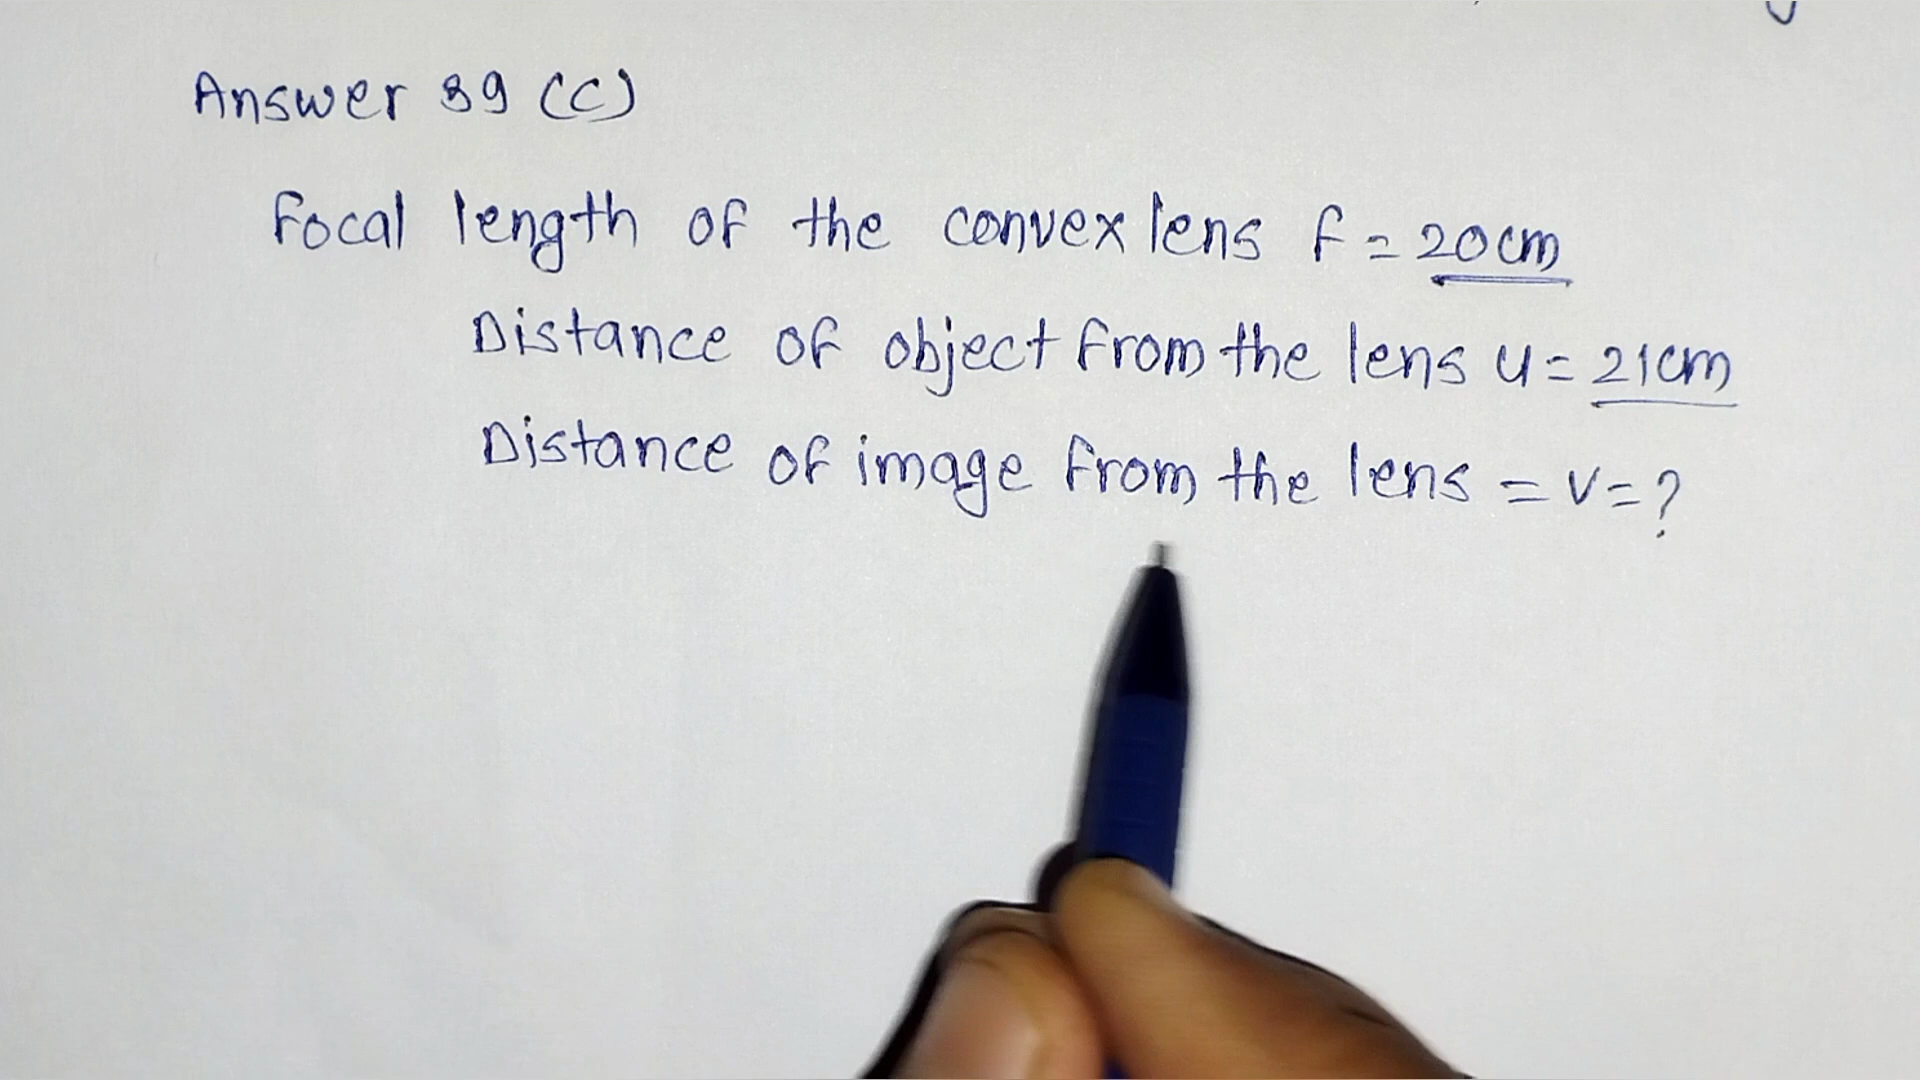 Answer 39 (C)
Focal length of the convex lens f = 20cm
Distance of object from the lens u = 21cm
Distance of image from the lens = v = ?